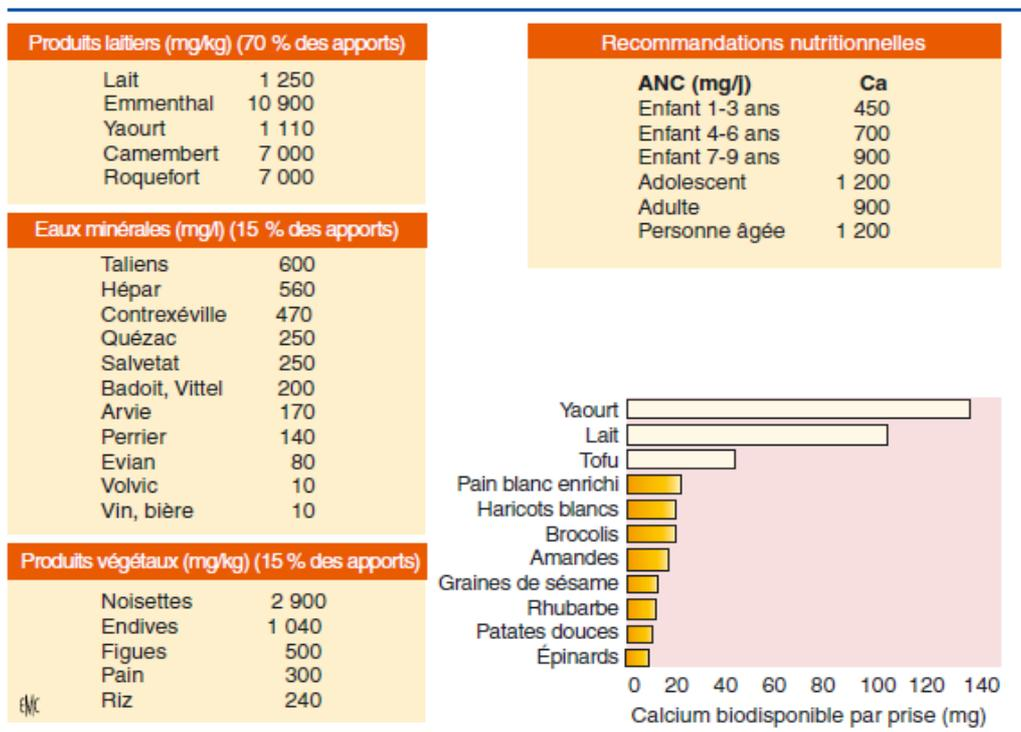 Produits laitiers (mg/kg) (70 % des apports)
Lait 1 250
Emmenthal 10 900
Yaourt 1 110
Camembert 7 000
Roquefort 7 000
Eaux minérales (mg/l) (15 % des apports)
Taliens 600
Hépar 560
Contrexéville 470
Quézac 250
Salvetat 250
Badoit, Vittel 200
Arvie 170
Perrier 140
Evian 80
Volvic 10
Vin, bière 10
Produits végétaux (mg/kg) (15 % des apports)
Noisettes 2 900
Endives 1 040
Figues 500
Pain 300
Riz 240
EMC
Recommandations nutritionnelles
ANC (mg/j) Ca
Enfant 1-3 ans 450
Enfant 4-6 ans 700
Enfant 7-9 ans 900
Adolescent 1 200
Adulte 900
Personne âgée 1 200
Yaourt
Lait
Tofu
Pain blanc enrichi
Haricots blancs
Brocolis
Amandes
Graines de sésame
Rhubarbe
Patates douces
Épinards
0 20 40 60 80 100 120 140
Calcium biodisponible par prise (mg)